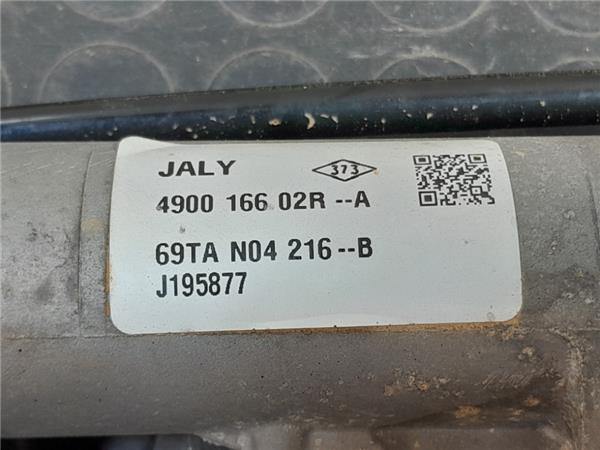 JALY 373
4900 166 02R --A
69TA N04 216 --B
J195877